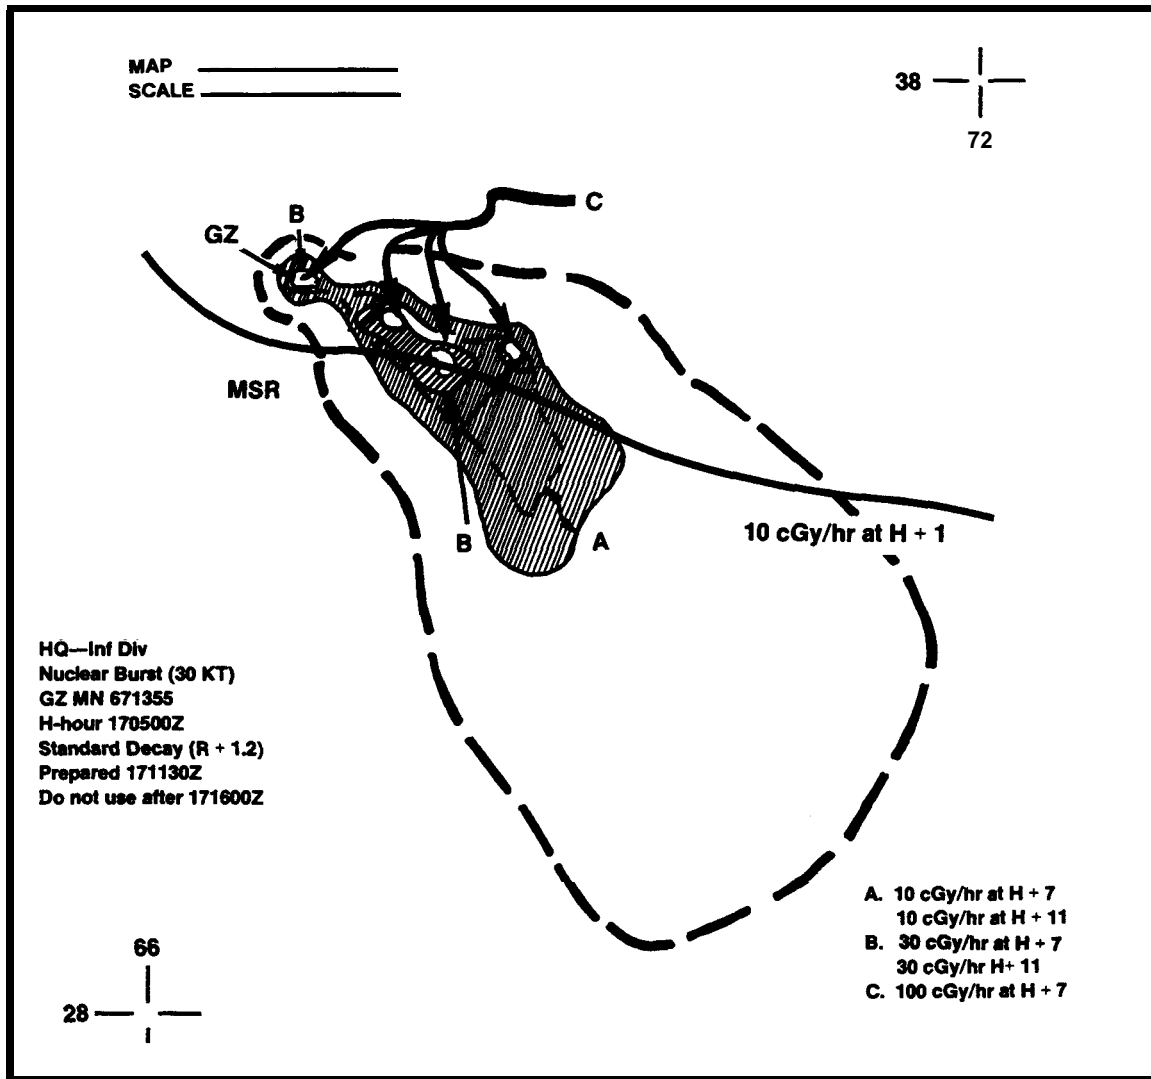 MAP
SCALE
38
72
C
B
GZ
MSR
B
A
10 cGy/hr at H + 1
HQ—Inf Div
Nuclear Burst (30 KT)
GZ MN 671355
H-hour 170500Z
Standard Decay (R + 1.2)
Prepared 171130Z
Do not use after 171600Z
A. 10 cGy/hr at H + 7
10 cGy/hr at H + 11
B. 30 cGy/hr at H + 7
30 cGy/hr H+ 11
C. 100 cGy/hr at H + 7
66
28